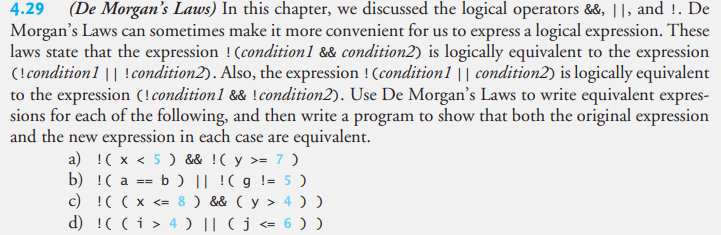 4.29 (De Morgan's Laws) In this chapter, we discussed the logical operators &&, ||, and !. De
Morgan's Laws can sometimes make it more convenient for us to express a logical expression. These
laws state that the expression !(condition1 && condition2) is logically equivalent to the expression
(!condition1 || !condition2). Also, the expression !(condition1 || condition2) is logically equivalent
to the expression (!condition1 && !condition2). Use De Morgan's Laws to write equivalent expres-
sions for each of the following, and then write a program to show that both the original expression
and the new expression in each case are equivalent.
a) !( x < 5 ) && !( y >= 7 )
b) !( a == b ) || !( g != 5 )
c) !( ( x <= 8 ) && ( y > 4 ) )
d) !( ( i > 4 ) || ( j <= 6 ) )